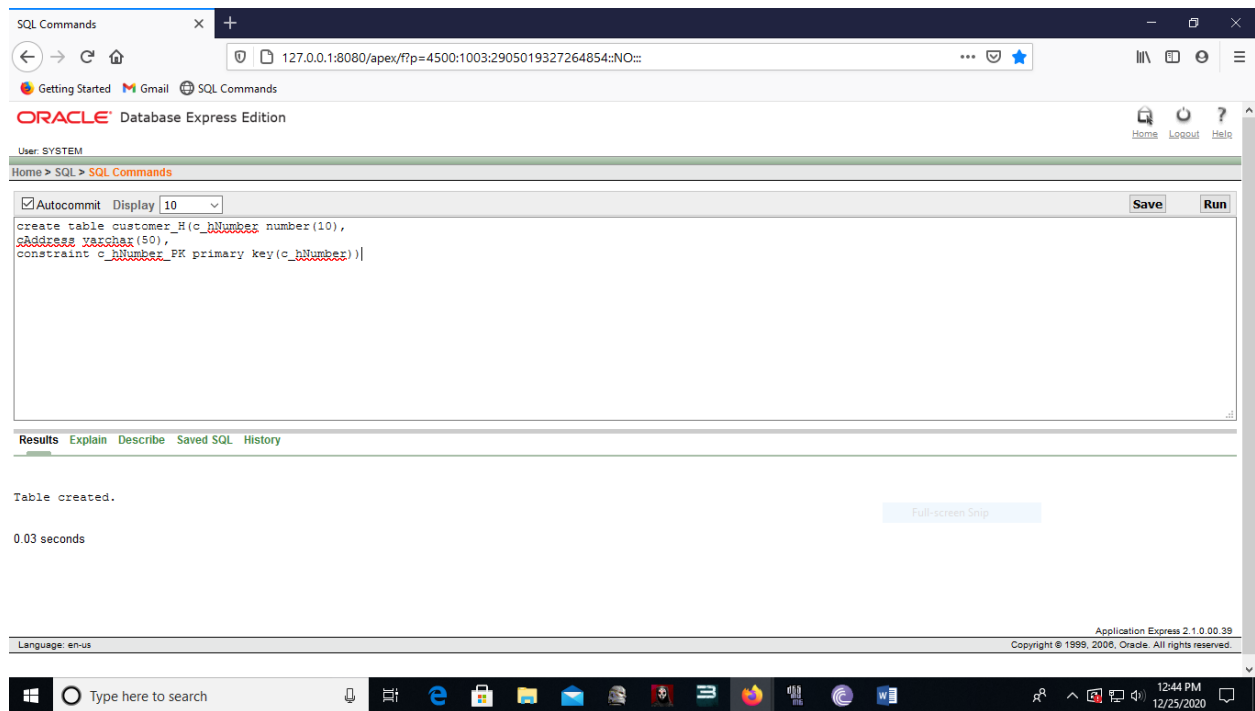 SQL Commands
127.0.0.1:8080/apex/f?p=4500:1003:2905019327264854::NO:::
Getting Started Gmail SQL Commands
ORACLE Database Express Edition
Home Logout Help
User: SYSTEM
Home > SQL > SQL Commands
Autocommit Display 10 Save Run
create table customer_H(c_hNumber number(10),
cAddress varchar(50),
constraint c_hNumber_PK primary key(c_hNumber))
Results Explain Describe Saved SQL History
Table created.
Full-screen Snip
0.03 seconds
Application Express 2.1.0.00.39
Language: en-us Copyright © 1999, 2006, Oracle. All rights reserved.
Type here to search
12:44 PM
12/25/2020